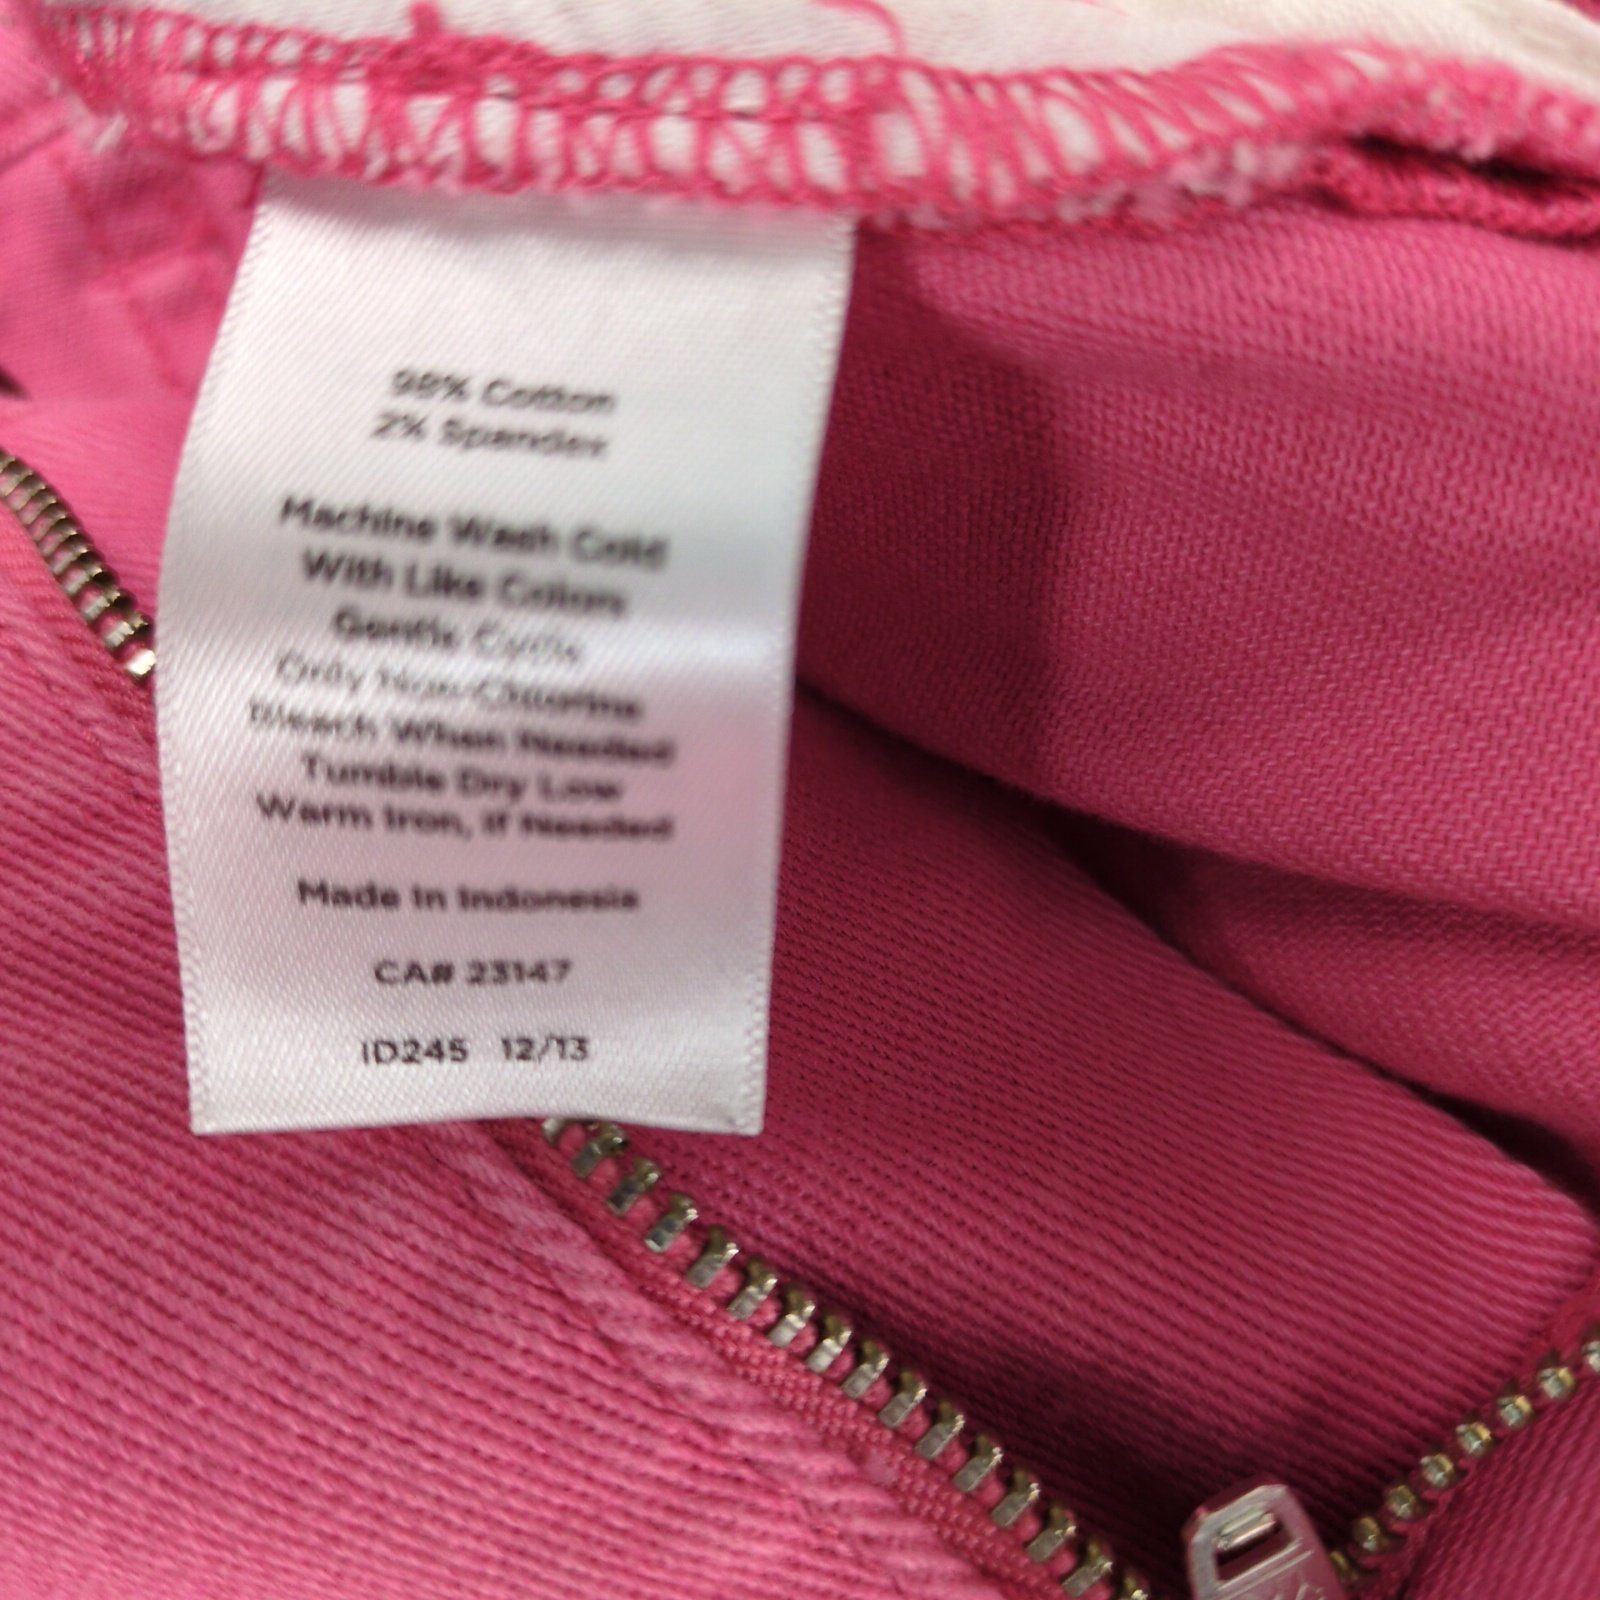 98% Cotton
2% Spandex
Machine Wash Cold
With Like Colors
Gentle Cycle
Only Non-Chlorine
Bleach When Needed
Tumble Dry Low
Warm Iron, If Needed
Made In Indonesia
CA# 23147
ID245 12/13